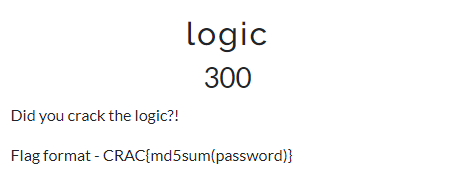 logic
300
Did you crack the logic?!
Flag format - CRAC{md5sum(password)}